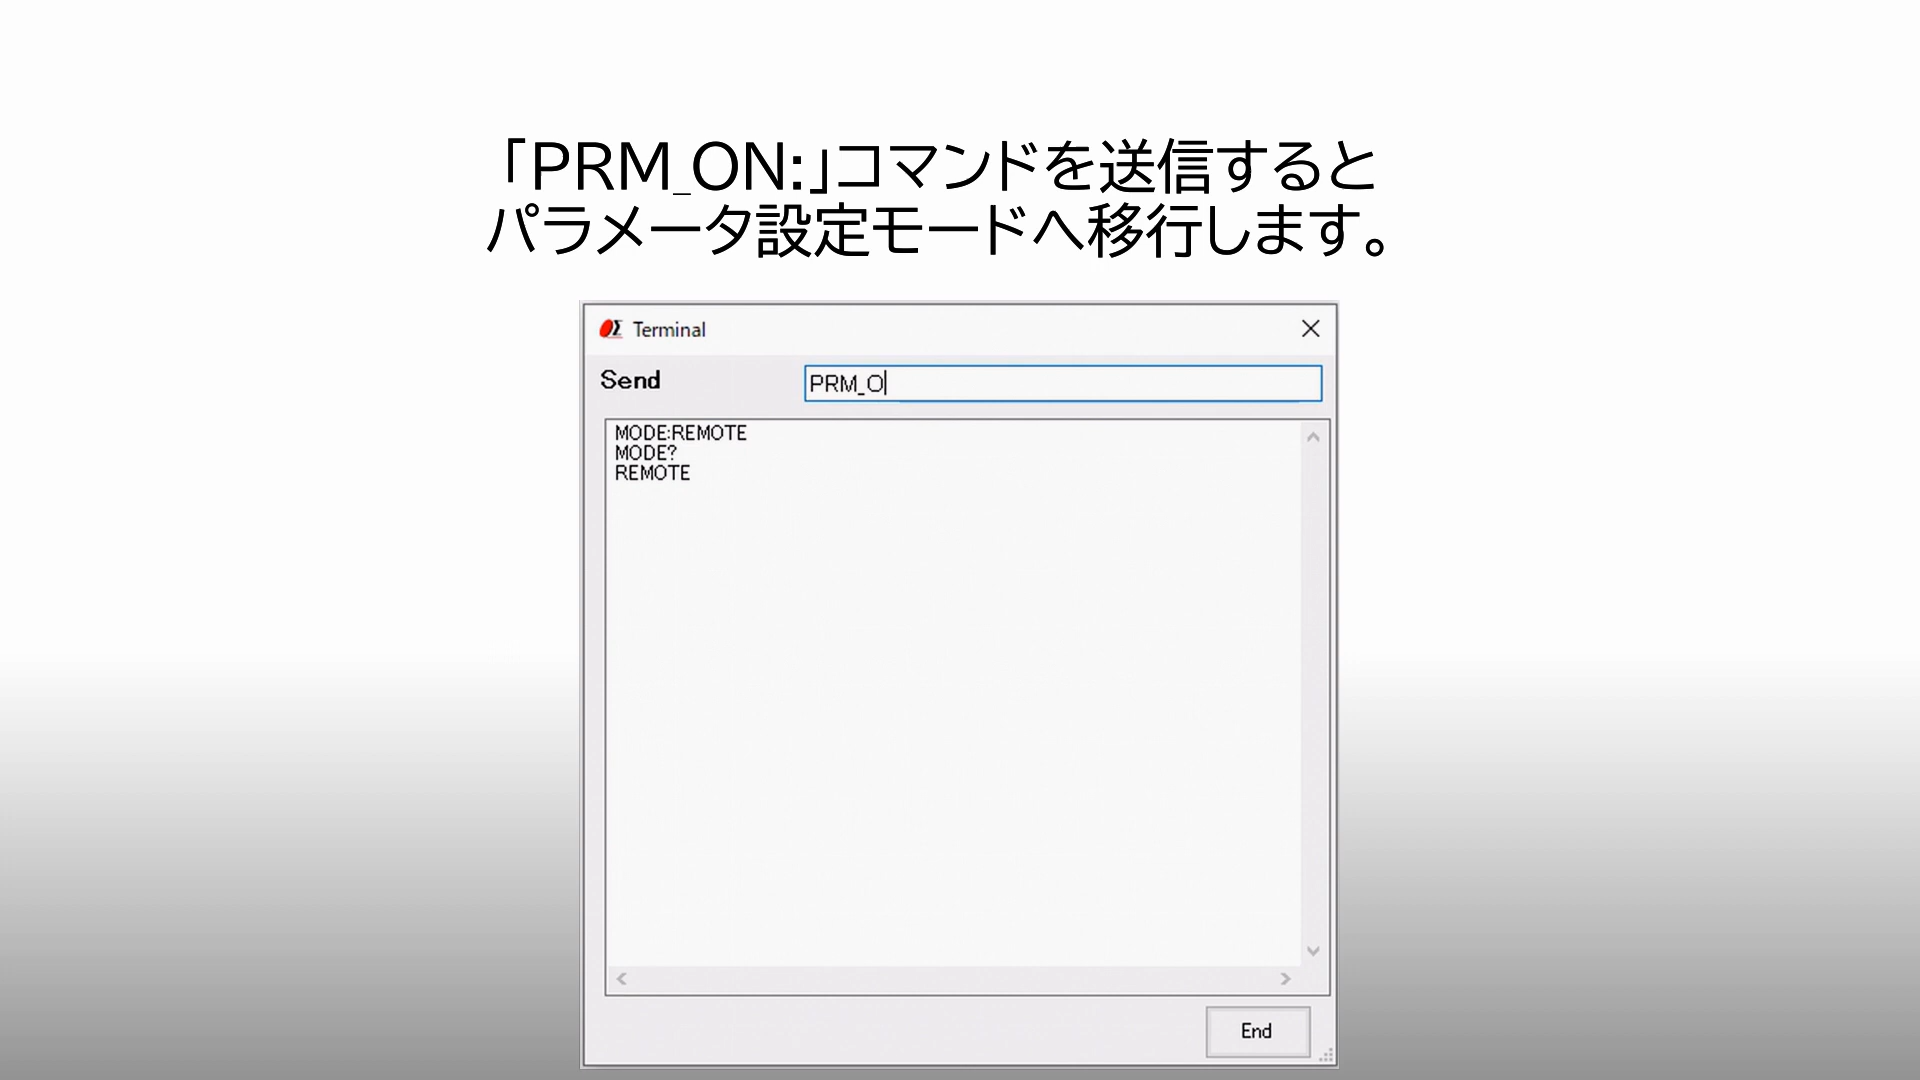 「PRM_ON:」コマンドを送信すると
パラメータ設定モードへ移行します。
Terminal
Send
PRM_O
MODE:REMOTE
MODE?
REMOTE
End